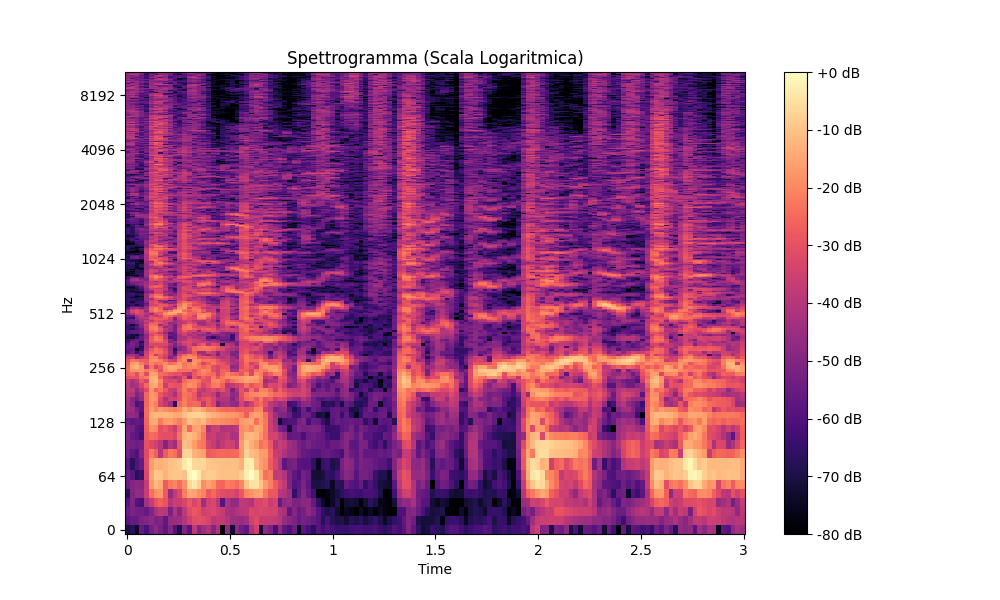 Spettrogramma (Scala Logaritmica)
Hz
8192
4096
2048
1024
512
256
128
64
0
0 0.5 1 1.5 2 2.5 3
Time
+0 dB
-10 dB
-20 dB
-30 dB
-40 dB
-50 dB
-60 dB
-70 dB
-80 dB